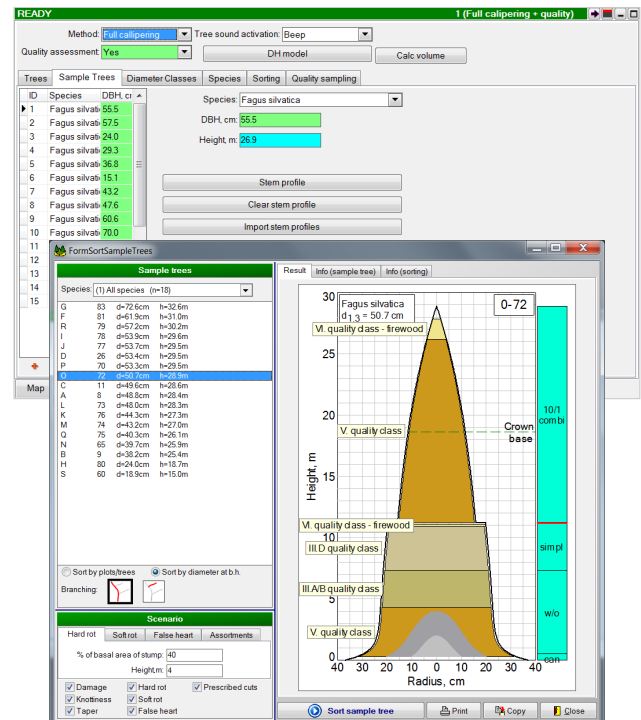 READY 1 (Full calipering + quality)
Method: Full callipering Tree sound activation: Beep
Quality assessment: Yes DH model Calc volume
Trees Sample Trees Diameter Classes Species Sorting Quality sampling
ID Species DBH, cr
1 Fagus silvati 55.5
2 Fagus silvati 57.5
3 Fagus silvati 24.0
4 Fagus silvati 29.3
5 Fagus silvati 36.8
6 Fagus silvati 15.1
7 Fagus silvati 43.2
8 Fagus silvati 47.6
9 Fagus silvati 60.6
10 Fagus silvati 70.0
11
12
13
14
15
Species: Fagus silvatica
DBH, cm: 55.5
Height, m: 26.9
Stem profile
Clear stem profile
Import stem profiles
Map
FormSortSampleTrees
Sample trees
Species: (1) All species (n=18)
G 83 d=72.6cm h=32.6m
F 81 d=61.9cm h=31.0m
R 79 d=57.2cm h=30.2m
I 78 d=53.9cm h=29.6m
J 77 d=53.7cm h=29.5m
D 26 d=53.4cm h=29.5m
P 70 d=53.3cm h=29.5m
O 72 d=50.7cm h=28.9m
C 11 d=49.6cm h=28.6m
A 8 d=48.8cm h=28.4m
L 73 d=48.0cm h=28.3m
K 76 d=44.3cm h=27.3m
M 74 d=43.2cm h=27.0m
Q 75 d=40.3cm h=26.1m
N 65 d=39.7cm h=25.9m
B 9 d=38.2cm h=25.4m
H 80 d=24.0cm h=18.7m
S 60 d=18.9cm h=15.0m
Sort by plots/trees Sort by diameter at b.h.
Branching:
Scenario
Hard rot Soft rot False heart Assortments
% of basal area of stump: 40
Height,m: 4
Damage Hard rot Prescribed cuts
Knottiness Soft rot
Taper False heart
Result Info (sample tree) Info (sorting)
Fagus silvatica
d1,3 = 50.7 cm
0-72
VI. quality class - firewood
V. quality class
Crown
base
VI. quality class - firewood
III.D quality class
III.A/B quality class
V. quality class
10/1
combi
simpl
w/o
can
30
25
20
15
10
5
0
Height, m
40 30 20 10 0 10 20 30 40
Radius, cm
Sort sample tree Print Copy Close